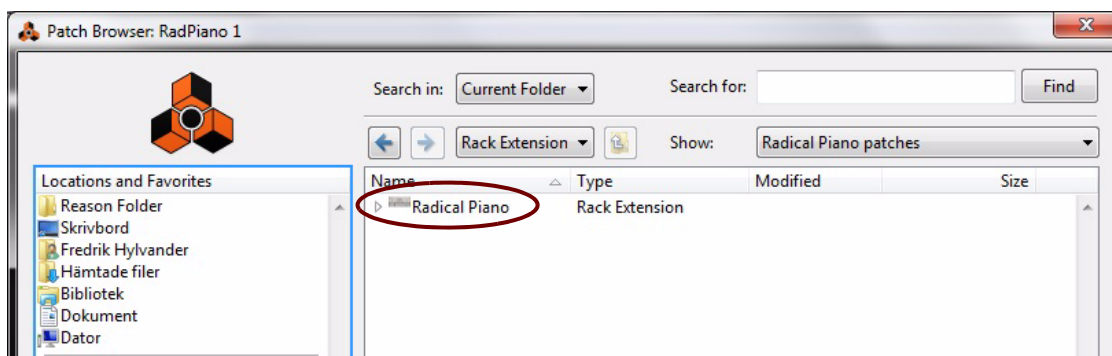 Patch Browser: RadPiano 1
Search in: Current Folder Search for: Find
Rack Extension Show: Radical Piano patches
Locations and Favorites
Reason Folder
Skrivbord
Fredrik Hylvander
Hämtade filer
Bibliotek
Dokument
Dator
Name Type Modified Size
Radical Piano Rack Extension